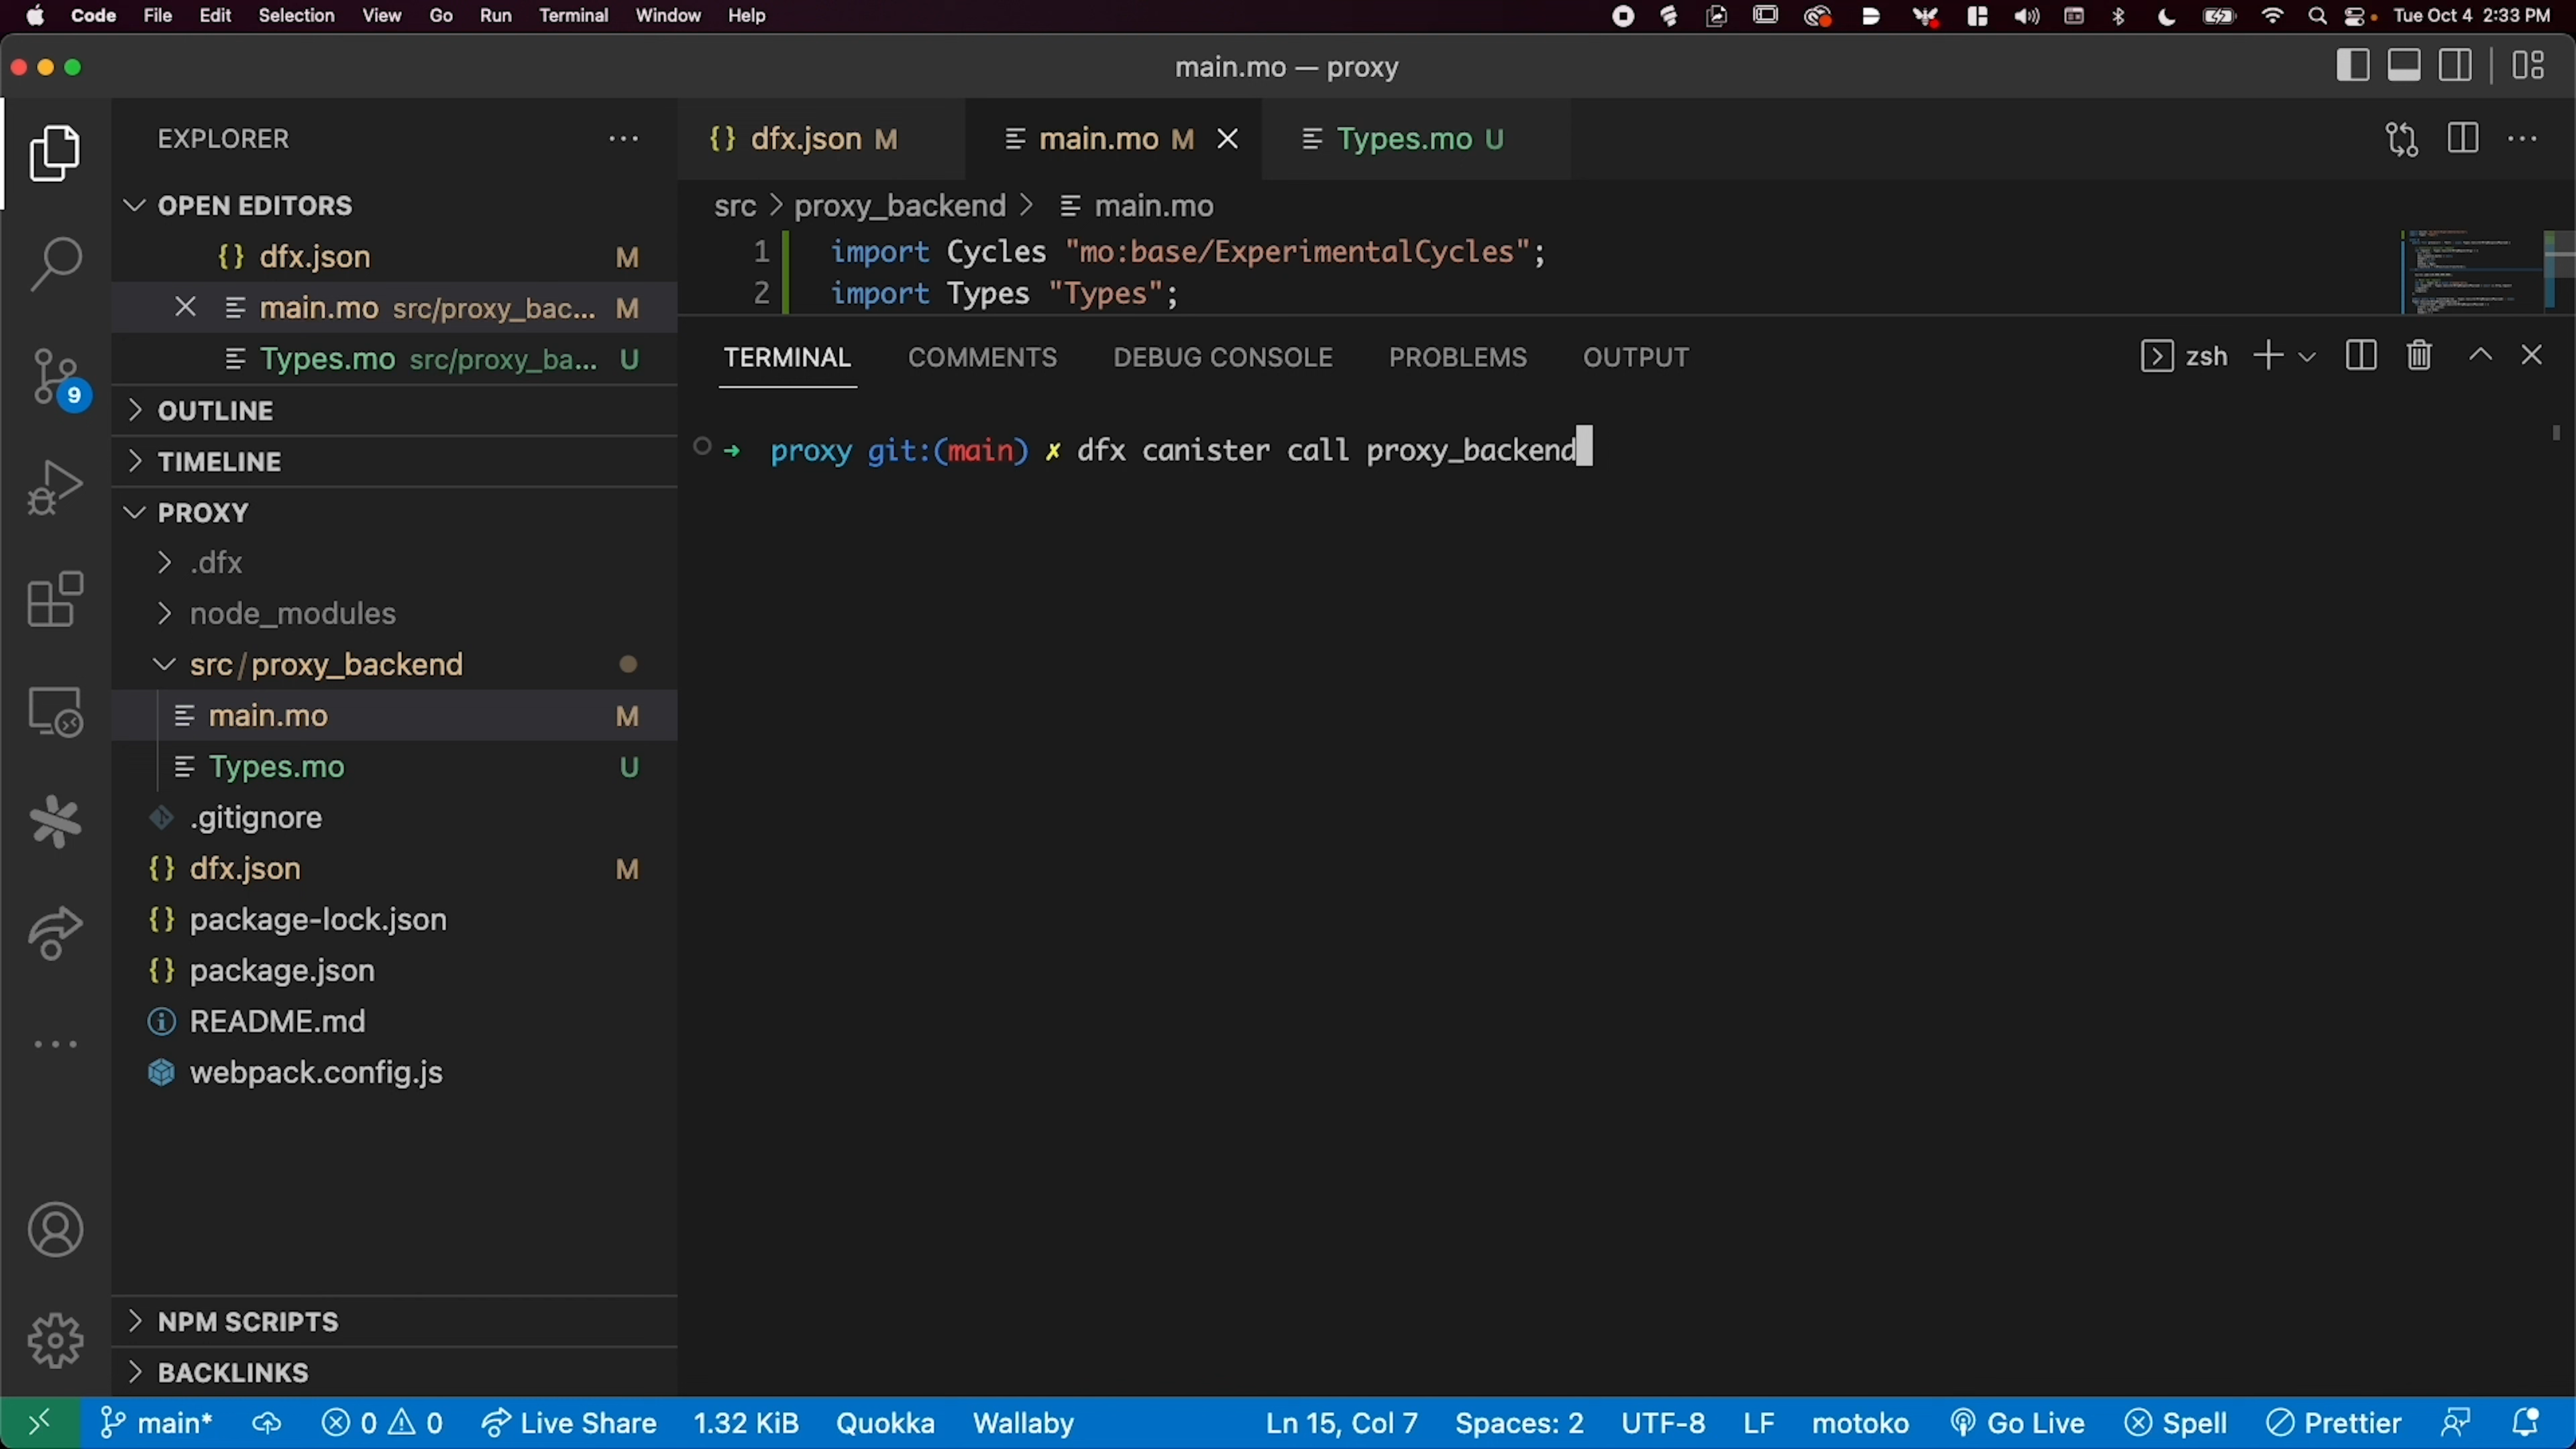 Code File Edit Selection View Go Run Terminal Window Help Tue Oct 4 2:33 PM
main.mo — proxy
EXPLORER
OPEN EDITORS
{} dfx.json M
main.mo src/proxy_bac... M
Types.mo src/proxy_ba... U
OUTLINE
TIMELINE
PROXY
.dfx
node_modules
src/proxy_backend
main.mo M
Types.mo U
.gitignore
{} dfx.json M
{} package-lock.json
{} package.json
README.md
webpack.config.js
NPM SCRIPTS
BACKLINKS
9
{} dfx.json M main.mo M Types.mo U
src > proxy_backend > main.mo
1 import Cycles "mo:base/ExperimentalCycles";
2 import Types "Types";
TERMINAL COMMENTS DEBUG CONSOLE PROBLEMS OUTPUT zsh
→ proxy git:(main) ✗ dfx canister call proxy_backend
main* 0 0 Live Share 1.32 KiB Quokka Wallaby Ln 15, Col 7 Spaces: 2 UTF-8 LF motoko Go Live Spell Prettier